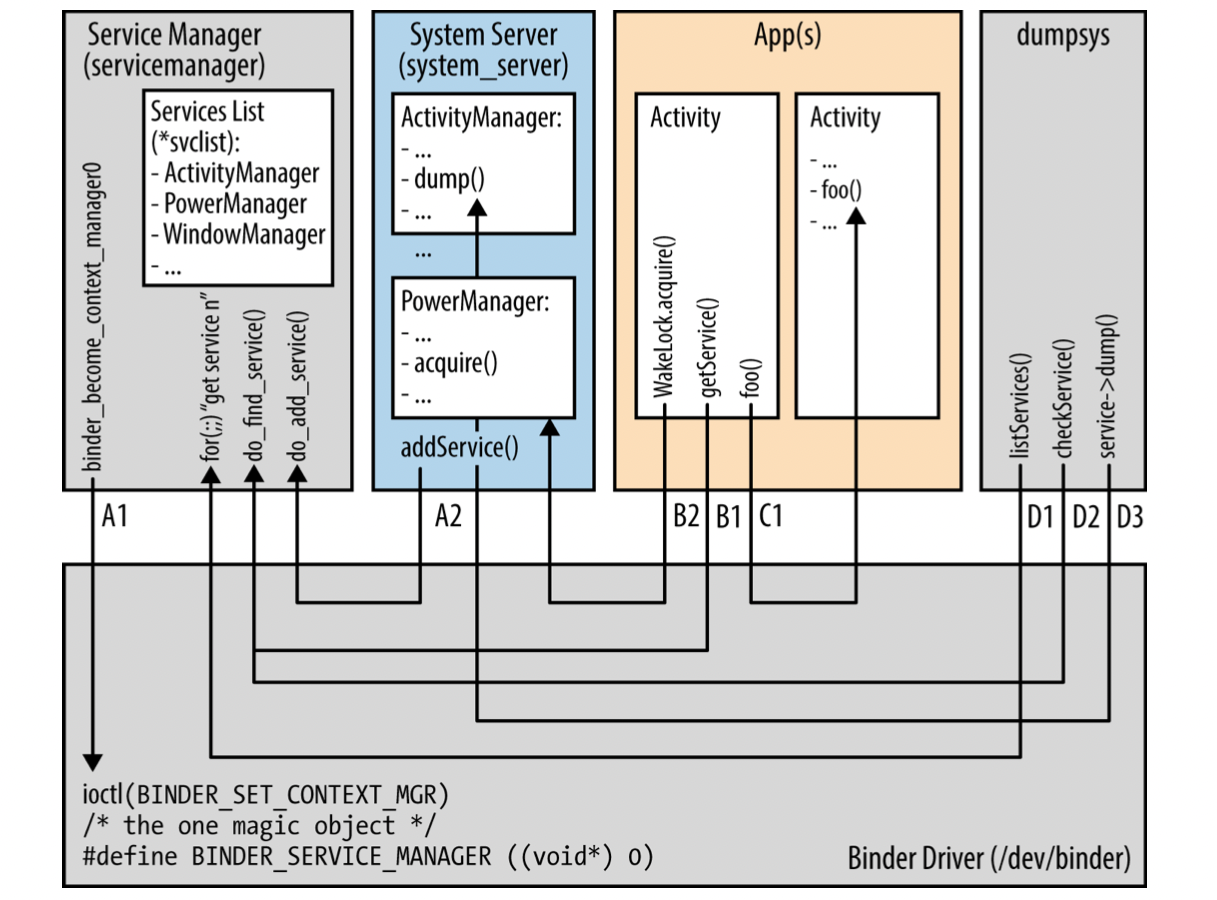 Service Manager
(servicemanager)
Services List
(*svclist):
- ActivityManager
- PowerManager
- WindowManager
- ...
binder_become_context_manager()
for(;;) “get service n”
do_find_service()
do_add_service()
System Server
(system_server)
ActivityManager:
- ...
- dump()
- ...
...
PowerManager:
- ...
- acquire()
- ...
addService()
App(s)
Activity
WakeLock.acquire()
getService()
foo()
Activity
- ...
- foo()
- ...
dumpsys
listServices()
checkService()
service->dump()
A1
A2
B2
B1
C1
D1
D2
D3
ioctl(BINDER_SET_CONTEXT_MGR)
/* the one magic object */
#define BINDER_SERVICE_MANAGER ((void*) 0)
Binder Driver (/dev/binder)